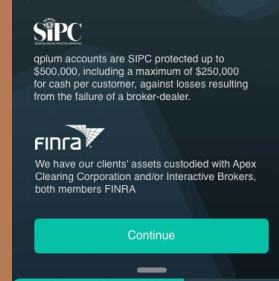 SIPC
qplum accounts are SIPC protected up to
$500,000, including a maximum of $250,000
for cash per customer, against losses resulting
from the failure of a broker-dealer.
FINra
We have our clients' assets custodied with Apex
Clearing Corporation and/or Interactive Brokers,
both members FINRA
Continue